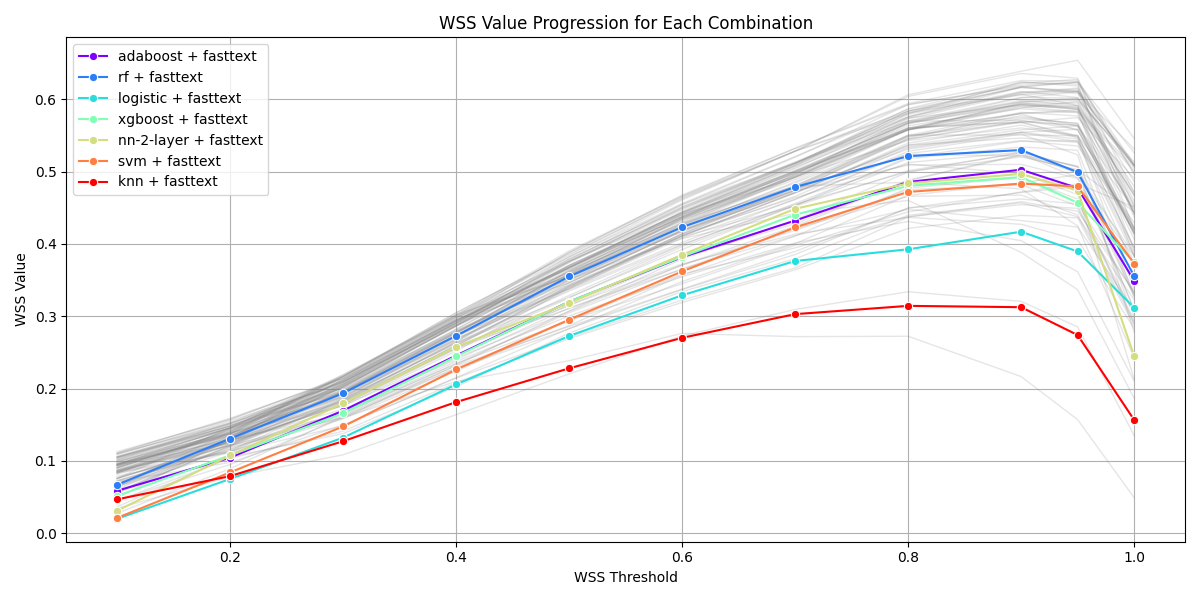 WSS Value Progression for Each Combination
adaboost + fasttext
rf + fasttext
logistic + fasttext
xgboost + fasttext
nn-2-layer + fasttext
svm + fasttext
knn + fasttext
WSS Value
0.6
0.5
0.4
0.3
0.2
0.1
0.0
0.2 0.4 0.6 0.8 1.0
WSS Threshold